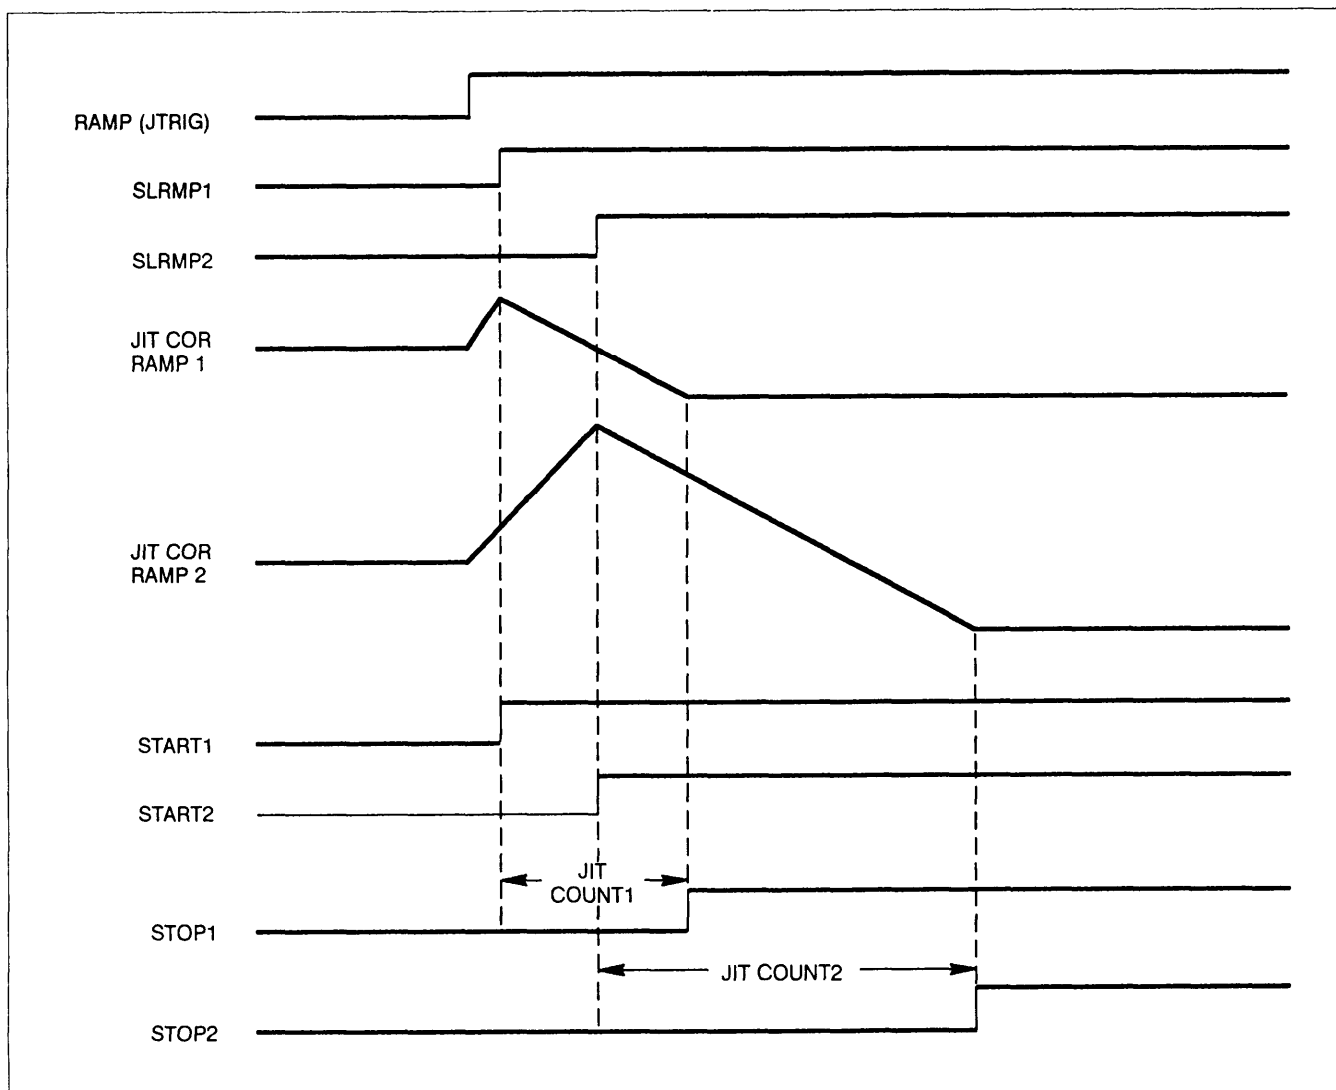 RAMP (JTRIG)
SLRMP1
SLRMP2
JIT COR
RAMP 1
JIT COR
RAMP 2
START1
START2
JIT
COUNT1
STOP1
JIT COUNT2
STOP2